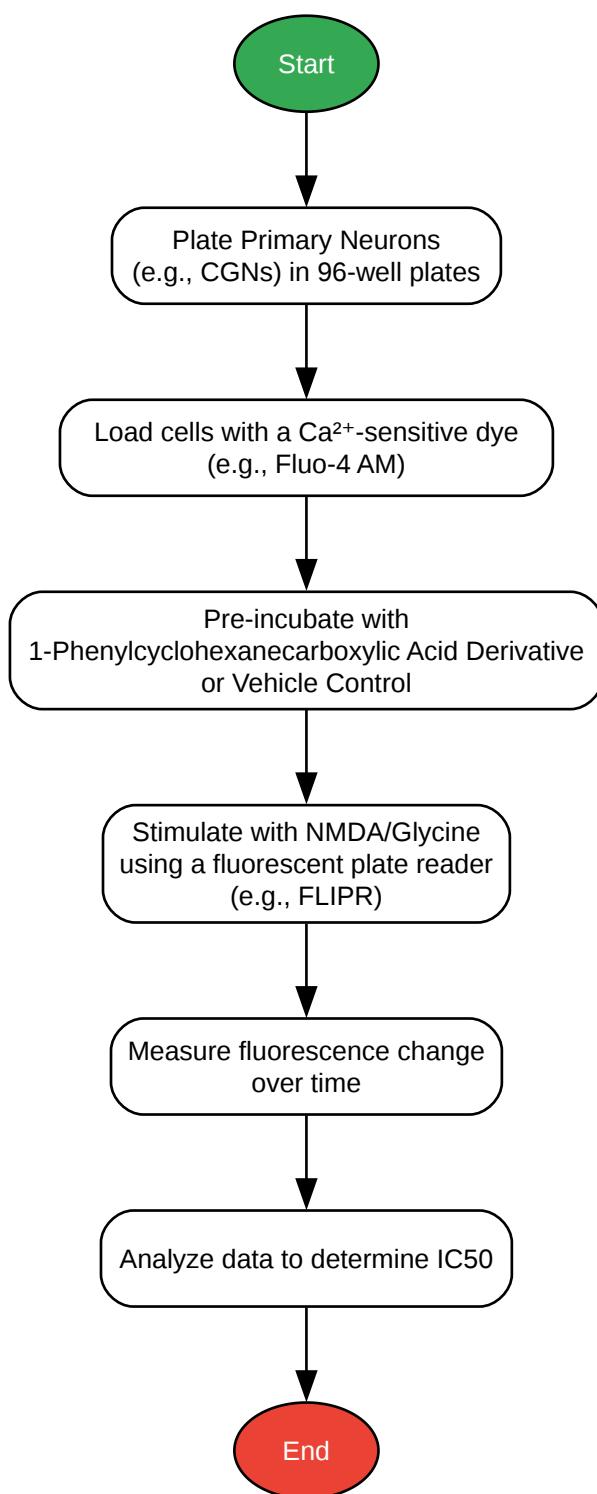 Start
Plate Primary Neurons
(e.g., CGNs) in 96-well plates
Load cells with a Ca²⁺-sensitive dye
(e.g., Fluo-4 AM)
Pre-incubate with
1-Phenylcyclohexanecarboxylic Acid Derivative
or Vehicle Control
Stimulate with NMDA/Glycine
using a fluorescent plate reader
(e.g., FLIPR)
Measure fluorescence change
over time
Analyze data to determine IC50
End